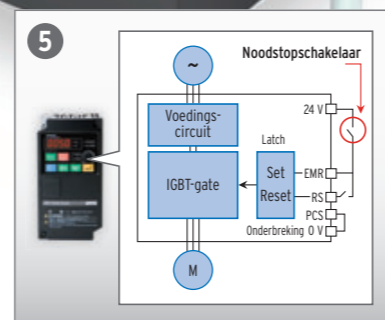 5
Noodstopschakelaar
~
24 V
Voedings-
circuit
Latch
IGBT-gate
Set
Reset
EMR
RS
PCS
Onderbreking 0 V
M